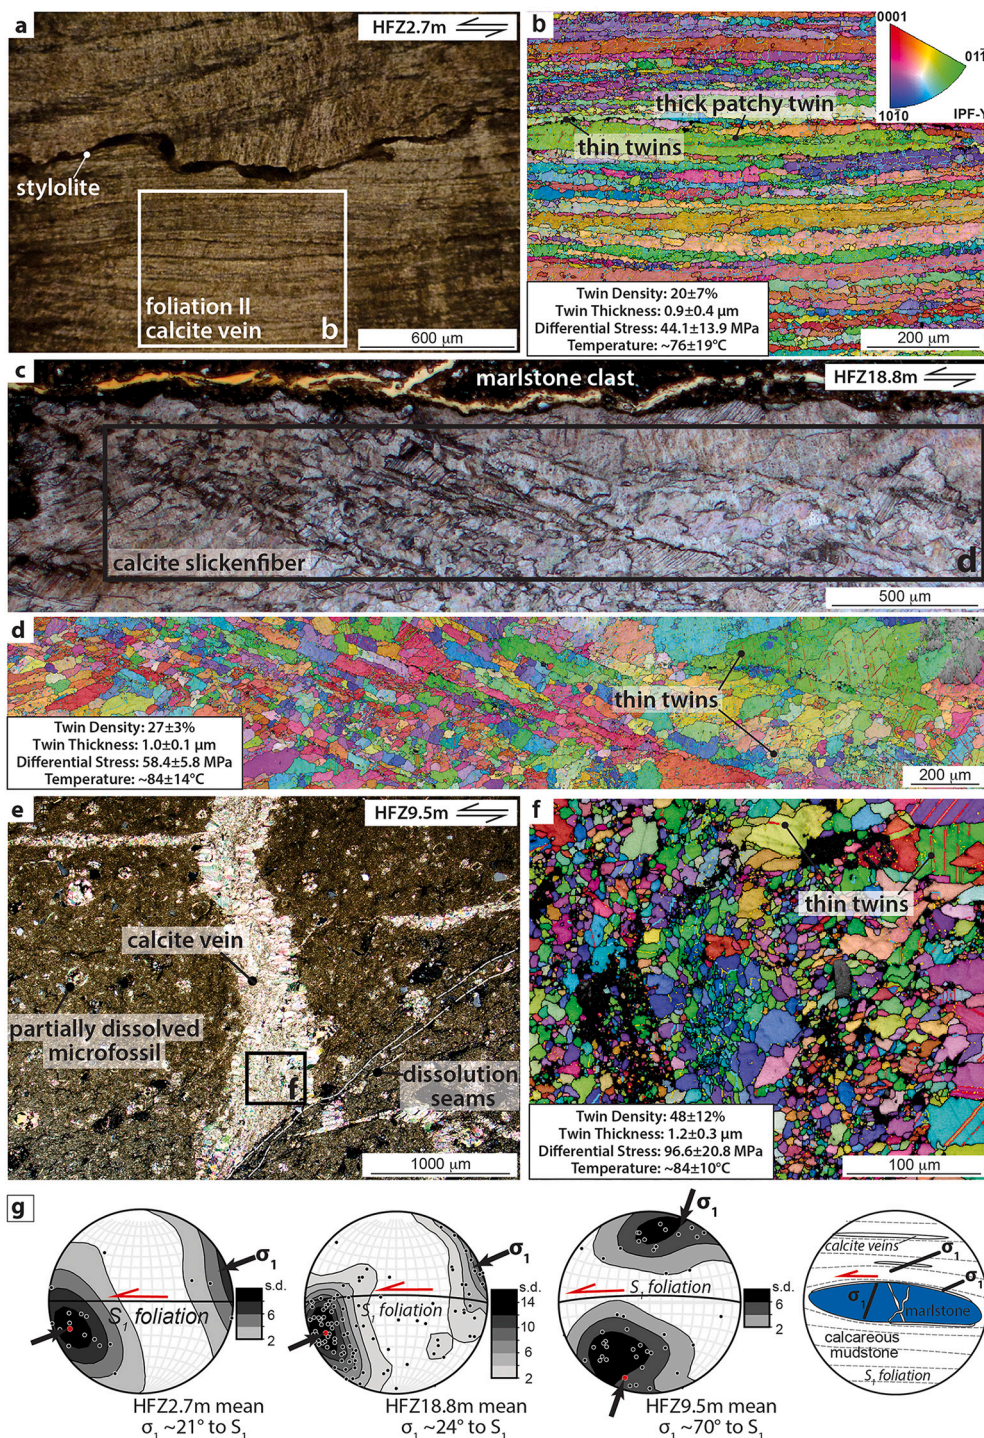 a
HFZ2.7m
stylolite
foliation II
calcite vein
b
600 μm
b
0001
10-10
IPF-Y
thick patchy twin
thin twins
Twin Density: 20±7%
Twin Thickness: 0.9±0.4 μm
Differential Stress: 44.1±13.9 MPa
Temperature: ~76±19°C
200 μm
c
marlstone clast
HFZ18.8m
calcite slickenfiber
d
500 μm
d
thin twins
Twin Density: 27±3%
Twin Thickness: 1.0±0.1 μm
Differential Stress: 58.4±5.8 MPa
Temperature: ~84±14°C
200 μm
e
HFZ9.5m
calcite vein
partially dissolved
microfossil
f
dissolution
seams
1000 μm
f
thin twins
Twin Density: 48±12%
Twin Thickness: 1.2±0.3 μm
Differential Stress: 96.6±20.8 MPa
Temperature: ~84±10°C
100 μm
g
σ1
S1 foliation
s.d.
6
2
HFZ2.7m mean
σ1 ~21° to S1
σ1
S1 foliation
s.d.
14
10
6
2
HFZ18.8m mean
σ1 ~24° to S1
σ1
S1 foliation
s.d.
6
2
HFZ9.5m mean
σ1 ~70° to S1
calcite veins
σ1
σ1
σ1
marlstone
calcareous
mudstone
S1 foliation